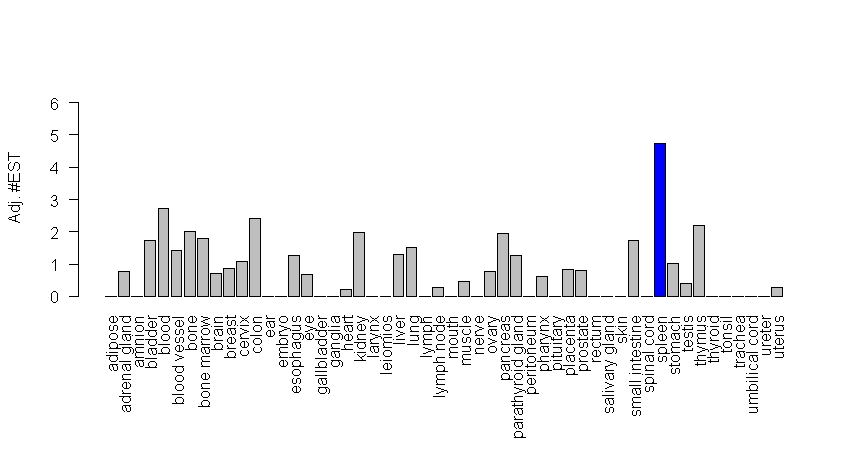 Adj. #EST
6
5
4
3
2
1
0
adipose
adrenal gland
amnion
bladder
blood
blood vessel
bone
bone marrow
brain
breast
cervix
colon
ear
embryo
esophagus
eye
gallbladder
ganglia
heart
kidney
larynx
leiomios
liver
lung
lymph
lymph node
mouth
muscle
nerve
ovary
pancreas
parathyroid gland
peritoneum
pharynx
pituitary
placenta
prostate
rectum
salivary gland
skin
small intestine
spinal cord
spleen
stomach
testis
thymus
thyroid
tonsil
trachea
umbilical cord
ureter
uterus